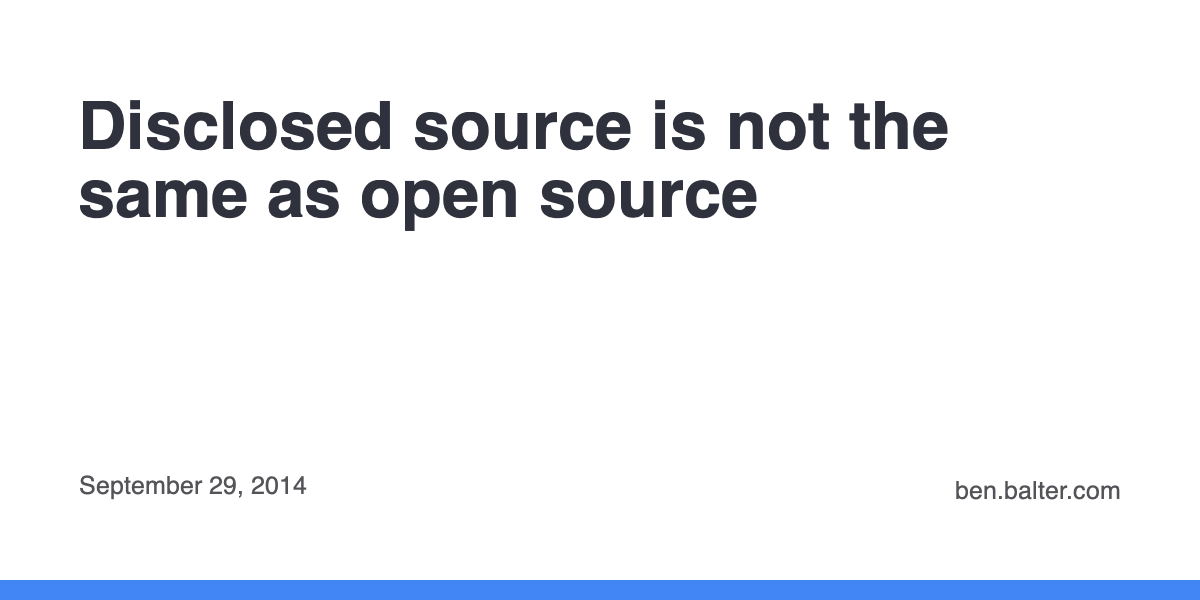 Disclosed source is not the
same as open source
September 29, 2014
ben.balter.com